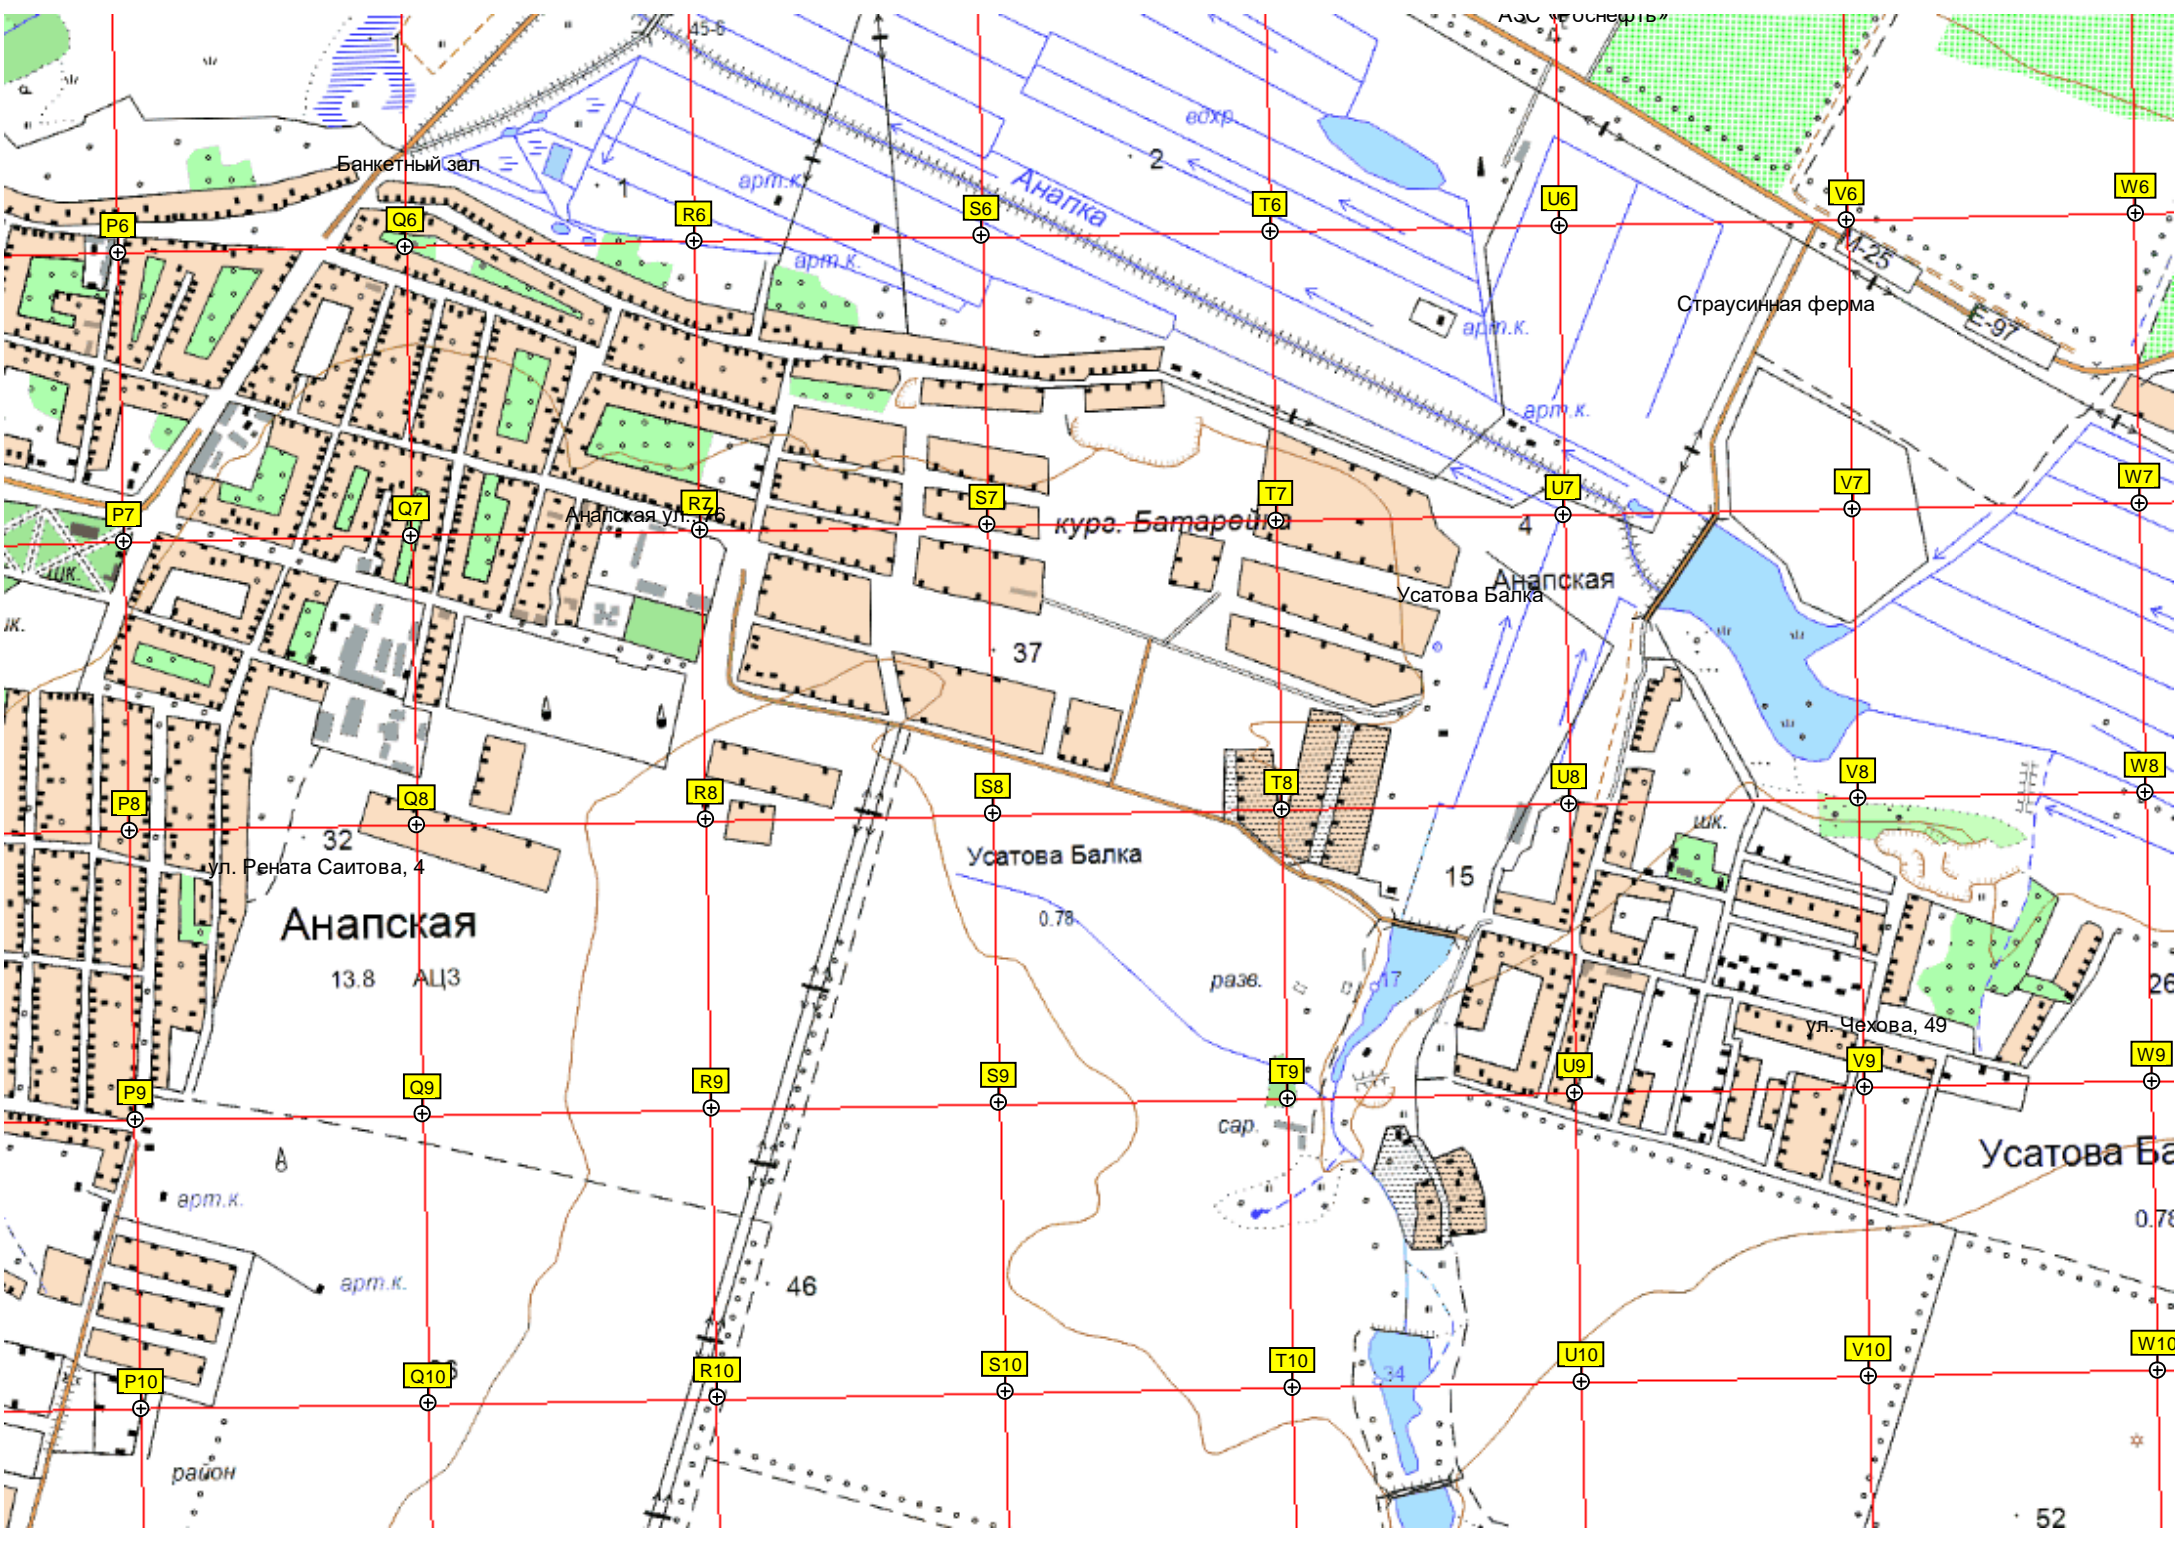 АЗС «Роснефть»
45-6
1
2
вдхр.
Банкетный зал
1
арт.к.
Анапка
P6
Q6
R6
S6
T6
U6
V6
W6
арт.к.
М-25
Страусинная ферма
E-97
арт.к.
арт.к.
P7
Q7
R7
S7
T7
U7
V7
W7
Анапская ул., 76
кург. Батарейка
4
шк.
Анапская
Усатова Балка
37
P8
Q8
R8
S8
T8
U8
V8
W8
32
шк.
ул. Рената Саитова, 4
Усатова Балка
15
Анапская
0.78
13.8 АЦЗ
разв.
17
26
ул. Чехова, 49
P9
Q9
R9
S9
T9
U9
V9
W9
сар.
Усатова Ба
арт.к.
0.78
арт.к.
46
P10
Q10
R10
S10
T10
U10
V10
W10
34
район
52